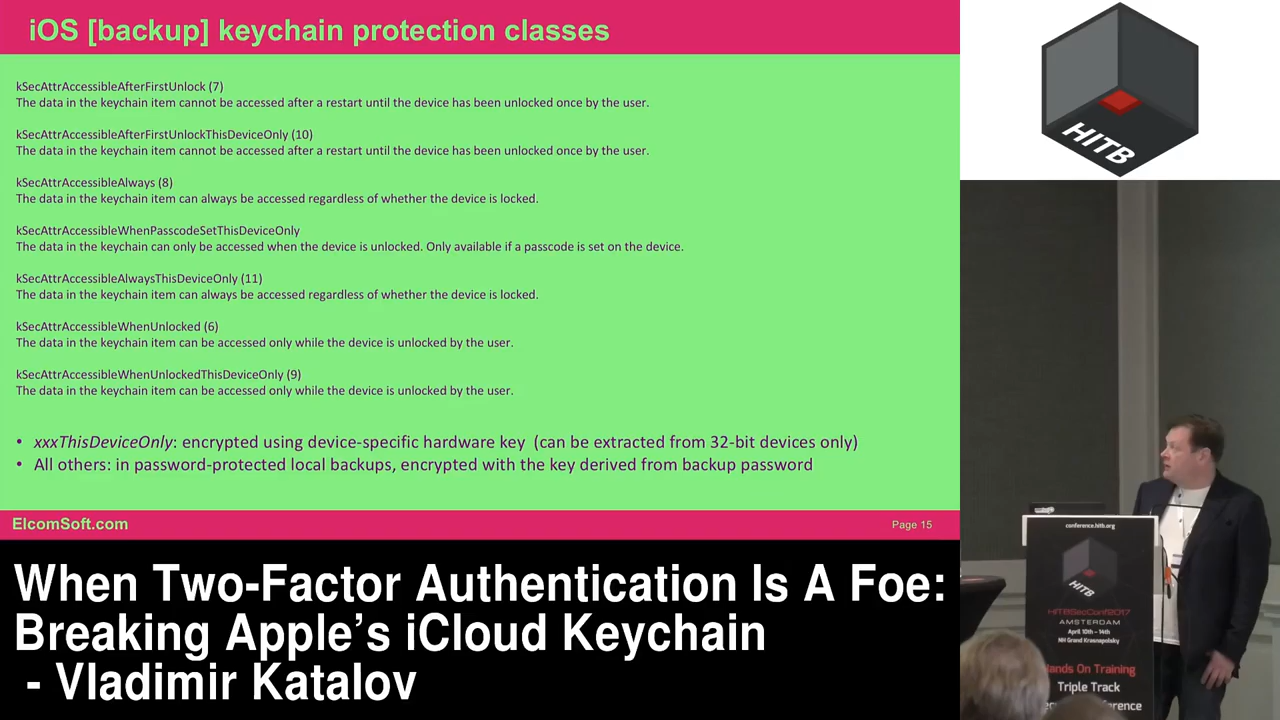 iOS [backup] keychain protection classes
kSecAttrAccessibleAfterFirstUnlock (7)
The data in the keychain item cannot be accessed after a restart until the device has been unlocked once by the user.
kSecAttrAccessibleAfterFirstUnlockThisDeviceOnly (10)
The data in the keychain item cannot be accessed after a restart until the device has been unlocked once by the user.
kSecAttrAccessibleAlways (8)
The data in the keychain item can always be accessed regardless of whether the device is locked.
kSecAttrAccessibleWhenPasscodeSetThisDeviceOnly
The data in the keychain can only be accessed when the device is unlocked. Only available if a passcode is set on the device.
kSecAttrAccessibleAlwaysThisDeviceOnly (11)
The data in the keychain item can always be accessed regardless of whether the device is locked.
kSecAttrAccessibleWhenUnlocked (6)
The data in the keychain item can be accessed only while the device is unlocked by the user.
kSecAttrAccessibleWhenUnlockedThisDeviceOnly (9)
The data in the keychain item can be accessed only while the device is unlocked by the user.
• xxxThisDeviceOnly: encrypted using device-specific hardware key (can be extracted from 32-bit devices only)
• All others: in password-protected local backups, encrypted with the key derived from backup password
ElcomSoft.com
Page 15
When Two-Factor Authentication Is A Foe:
Breaking Apple's iCloud Keychain
- Vladimir Katalov
HITB
conference.hitb.org
HITB
HITBSecConf2017
AMSTERDAM
April 10th - 14th
NH Grand Krasnapolsky
Hands On Training
Triple Track